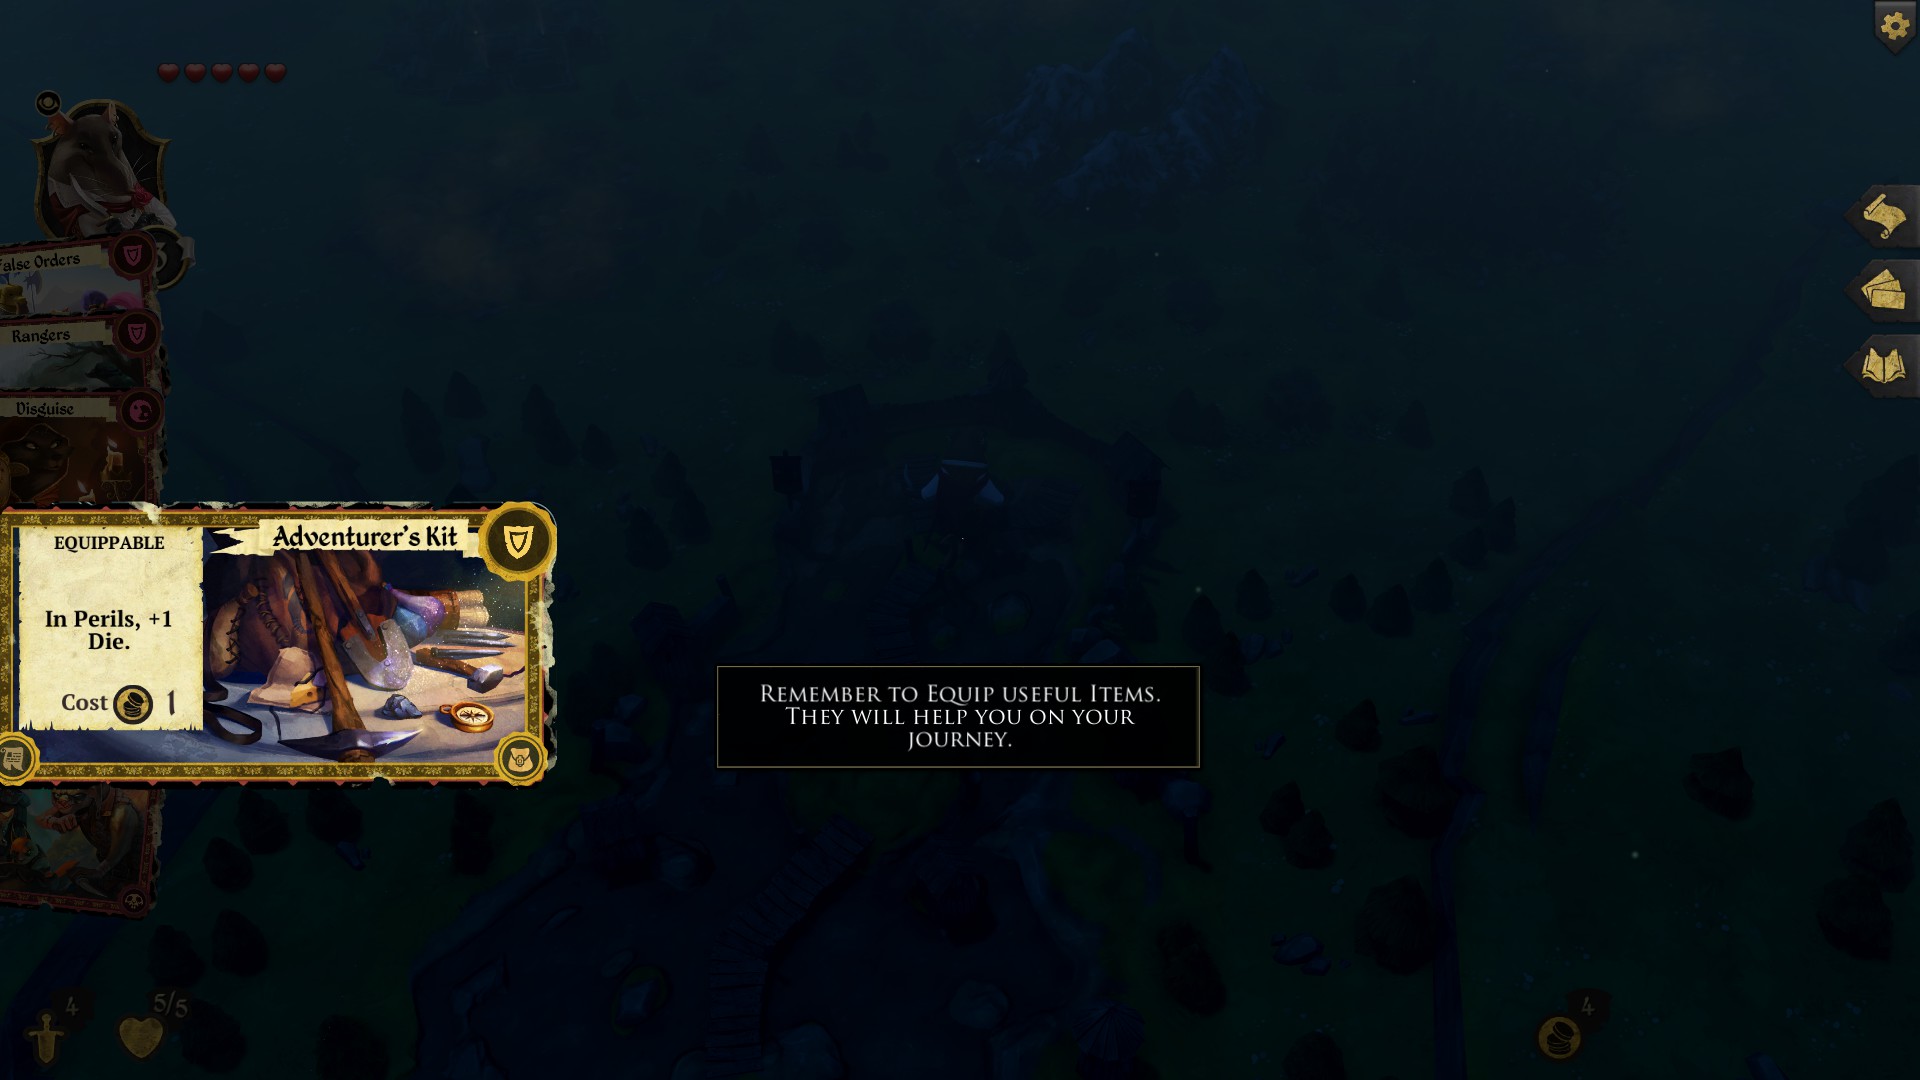 3
False Orders
Rangers
Disguise
EQUIPPABLE
Adventurer's Kit
In Perils, +1
Die.
Cost 1
REMEMBER TO EQUIP USEFUL ITEMS.
THEY WILL HELP YOU ON YOUR
JOURNEY.
4
5/5
4